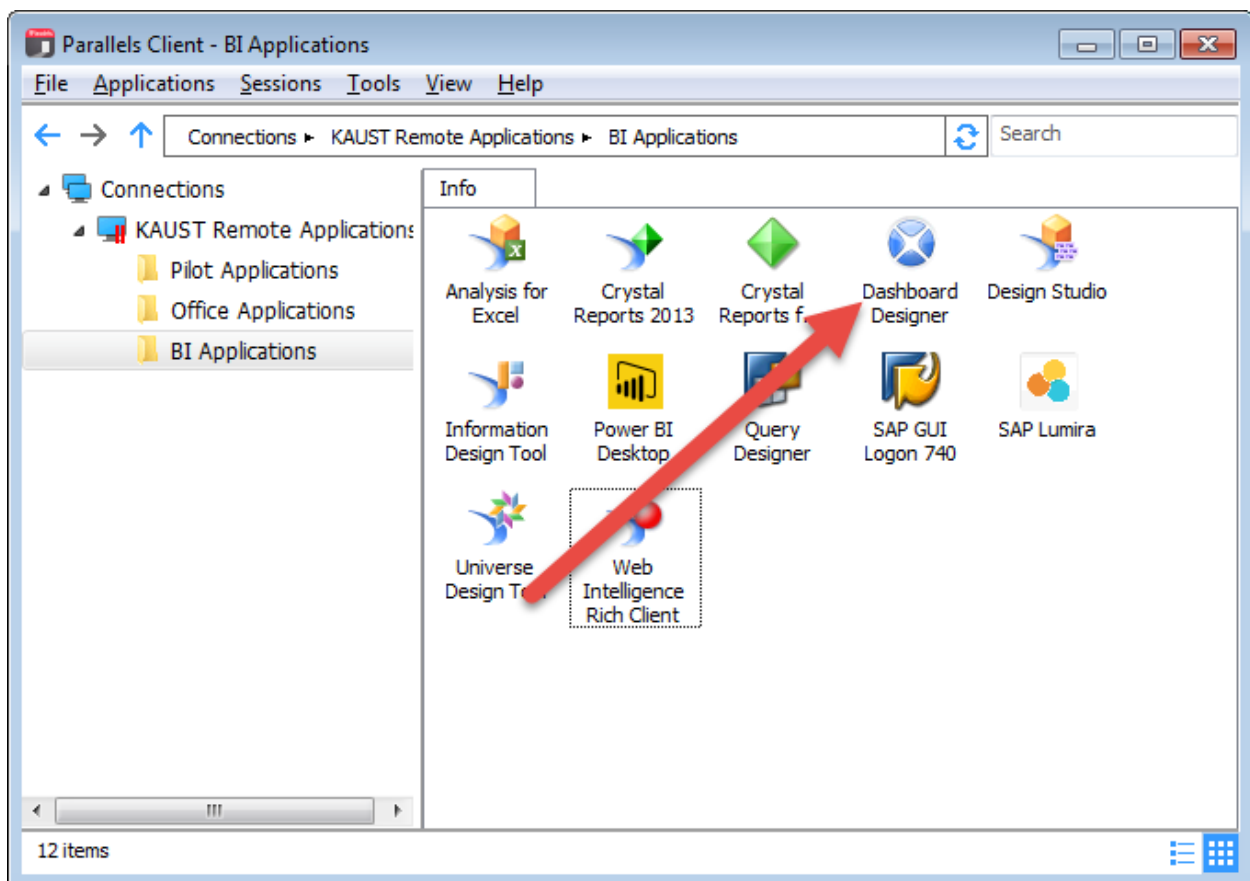 Parallels Client - BI Applications
File Applications Sessions Tools View Help
Connections KAUST Remote Applications BI Applications
Search
Connections
KAUST Remote Applications
Pilot Applications
Office Applications
BI Applications
Info
Analysis for
Excel
Crystal
Reports 2013
Crystal
Reports f...
Dashboard
Designer
Design Studio
Information
Design Tool
Power BI
Desktop
Query
Designer
SAP GUI
Logon 740
SAP Lumira
Universe
Design Tool
Web
Intelligence
Rich Client
12 items